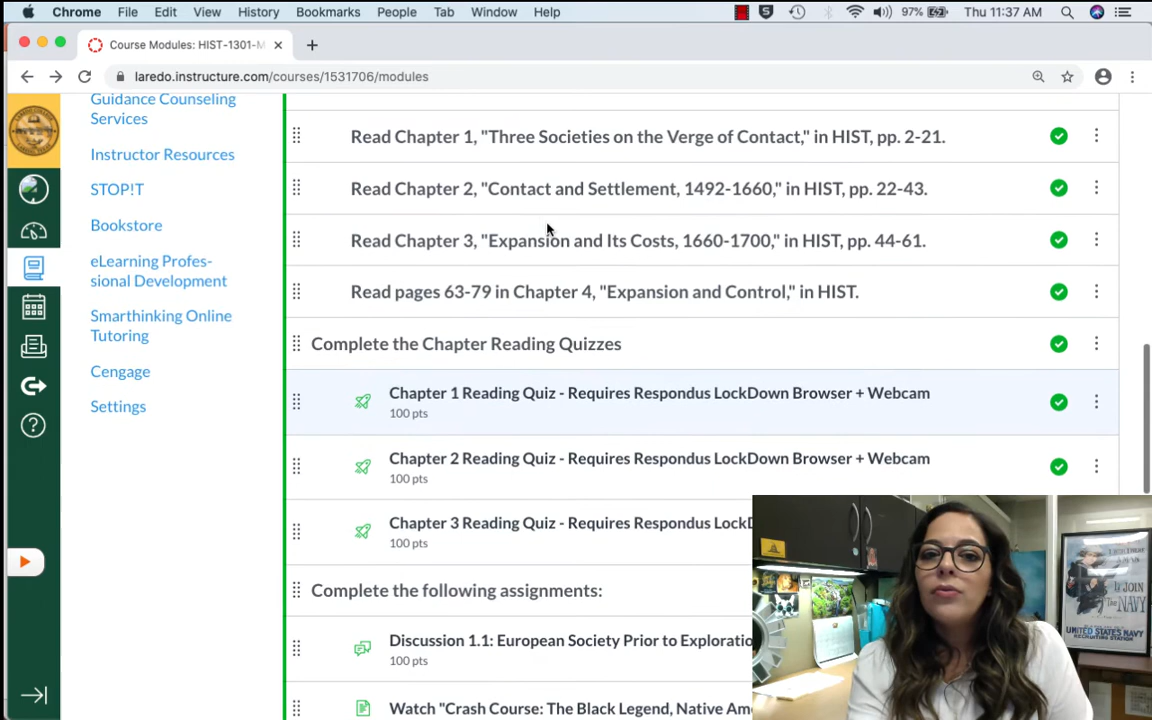 Chrome File Edit View History Bookmarks People Tab Window Help 97% Thu 11:37 AM
Course Modules: HIST-1301-M
laredo.instructure.com/courses/1531706/modules
Guidance Counseling
Services
Instructor Resources
STOP!T
Bookstore
eLearning Profes-
sional Development
Smarthinking Online
Tutoring
Cengage
Settings
Read Chapter 1, "Three Societies on the Verge of Contact," in HIST, pp. 2-21.
Read Chapter 2, "Contact and Settlement, 1492-1660," in HIST, pp. 22-43.
Read Chapter 3, "Expansion and Its Costs, 1660-1700," in HIST, pp. 44-61.
Read pages 63-79 in Chapter 4, "Expansion and Control," in HIST.
Complete the Chapter Reading Quizzes
Chapter 1 Reading Quiz - Requires Respondus LockDown Browser + Webcam
100 pts
Chapter 2 Reading Quiz - Requires Respondus LockDown Browser + Webcam
100 pts
Chapter 3 Reading Quiz - Requires Respondus LockD
100 pts
Complete the following assignments:
Discussion 1.1: European Society Prior to Exploratio
100 pts
Watch "Crash Course: The Black Legend, Native Am
I'D JOIN
The NAVY
UNITED STATES NAVY
RECRUITING STATION